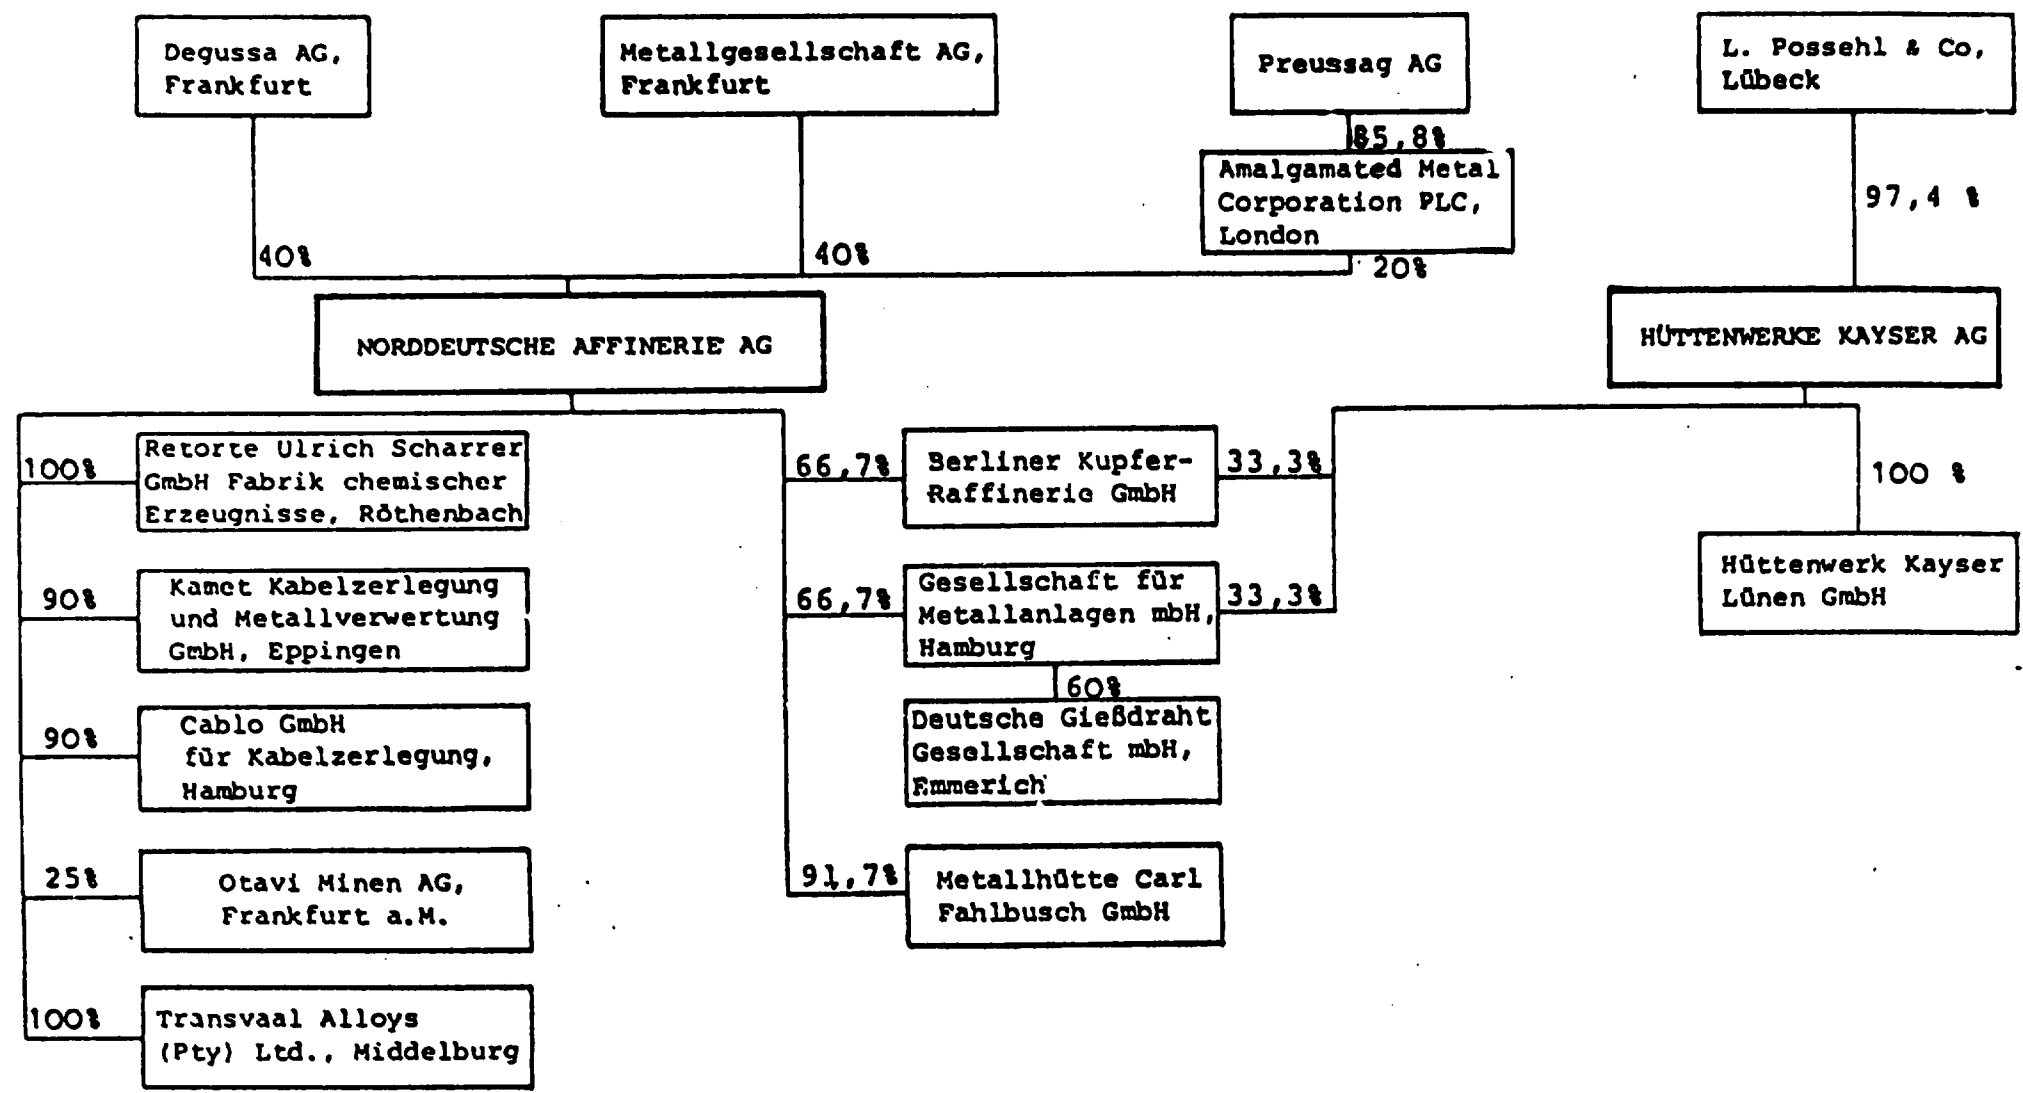 Degussa AG,
Frankfurt
Metallgesellschaft AG,
Frankfurt
Preussag AG
L. Possehl & Co,
Lübeck
85,8%
Amalgamated Metal
Corporation PLC,
London
97,4 %
40%
40%
20%
NORDDEUTSCHE AFFINERIE AG
HÜTTENWERKE KAYSER AG
100%
Retorte Ulrich Scharrer
GmbH Fabrik chemischer
Erzeugnisse, Röthenbach
66,7%
Berliner Kupfer-
Raffinerie GmbH
33,3%
100 %
90%
Kamet Kabelzerlegung
und Metallverwertung
GmbH, Eppingen
66,7%
Gesellschaft für
Metallanlagen mbH,
Hamburg
33,3%
Hüttenwerk Kayser
Lünen GmbH
60%
90%
Cablo GmbH
für Kabelzerlegung,
Hamburg
Deutsche Gießdraht
Gesellschaft mbH,
Emmerich
25%
Otavi Minen AG,
Frankfurt a.M.
91,7%
Metallhütte Carl
Fahlbusch GmbH
100%
Transvaal Alloys
(Pty) Ltd., Middelburg